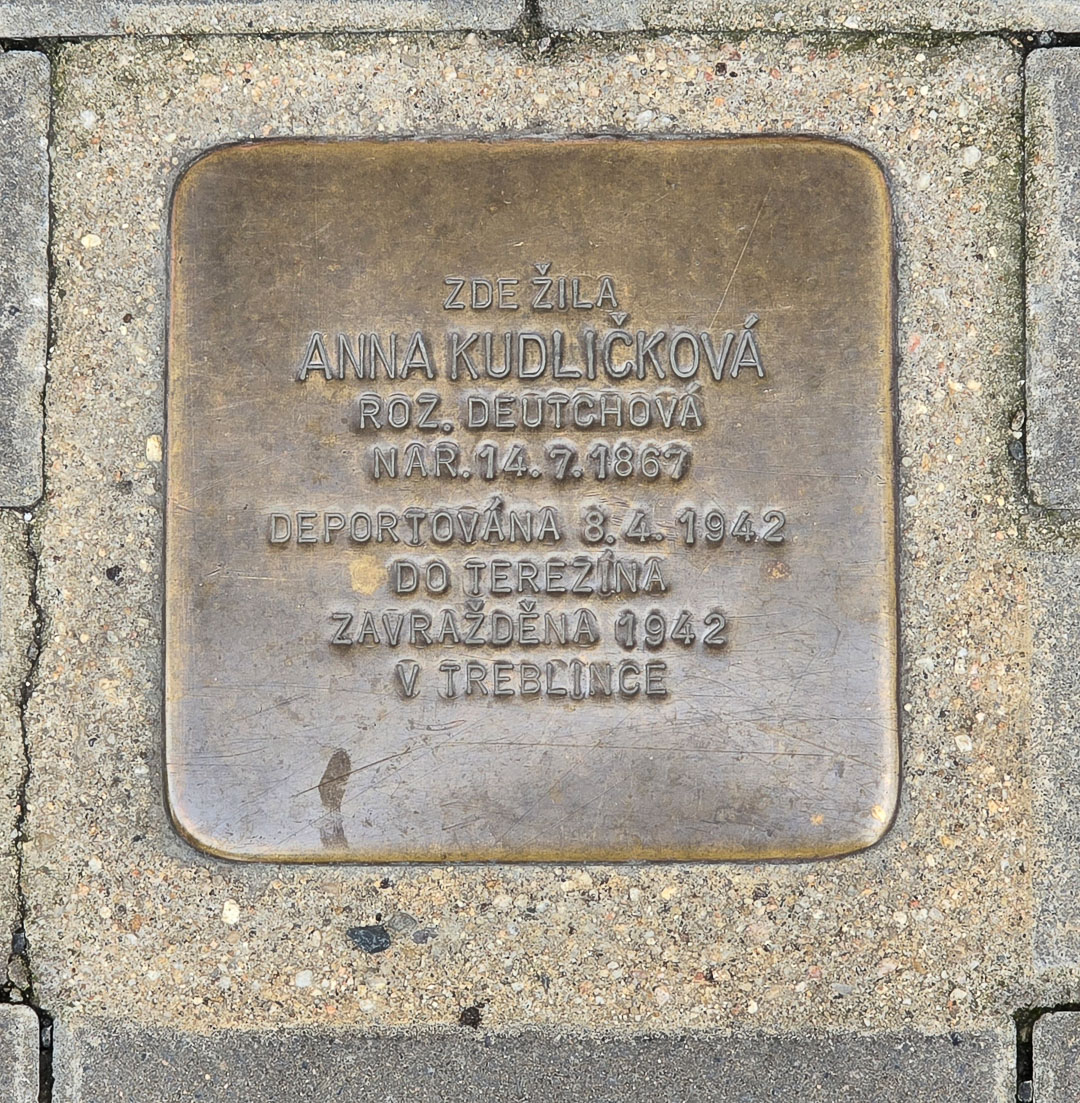 ZDE ŽILA
ANNA KUDLIČKOVÁ
ROZ. DEUTCHOVÁ
NAR. 14. 7. 1867
DEPORTOVÁNA 8. 4. 1942
DO TEREZÍNA
ZAVRAŽDĚNA 1942
V TREBLINCE